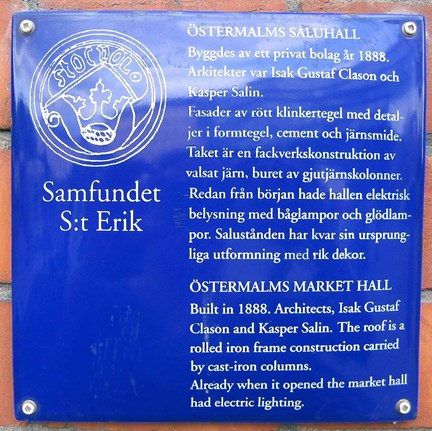 STOCHOLM
Samfundet
S:t Erik
ÖSTERMALMS SALUHALL
Byggdes av ett privat bolag år 1888.
Arkitekter var Isak Gustaf Clason och
Kasper Salin.
Fasader av rött klinkertegel med detal-
jer i formtegel, cement och järnsmide.
Taket är en fackverkskonstruktion av
valsat järn, buret av gjutjärnskolonner.
Redan från början hade hallen elektrisk
belysning med båglampor och glödlam-
por. Salustånden har kvar sin ursprung-
liga utformning med rik dekor.
ÖSTERMALMS MARKET HALL
Built in 1888. Architects, Isak Gustaf
Clason and Kasper Salin. The roof is a
rolled iron frame construction carried
by cast-iron columns.
Already when it opened the market hall
had electric lighting.